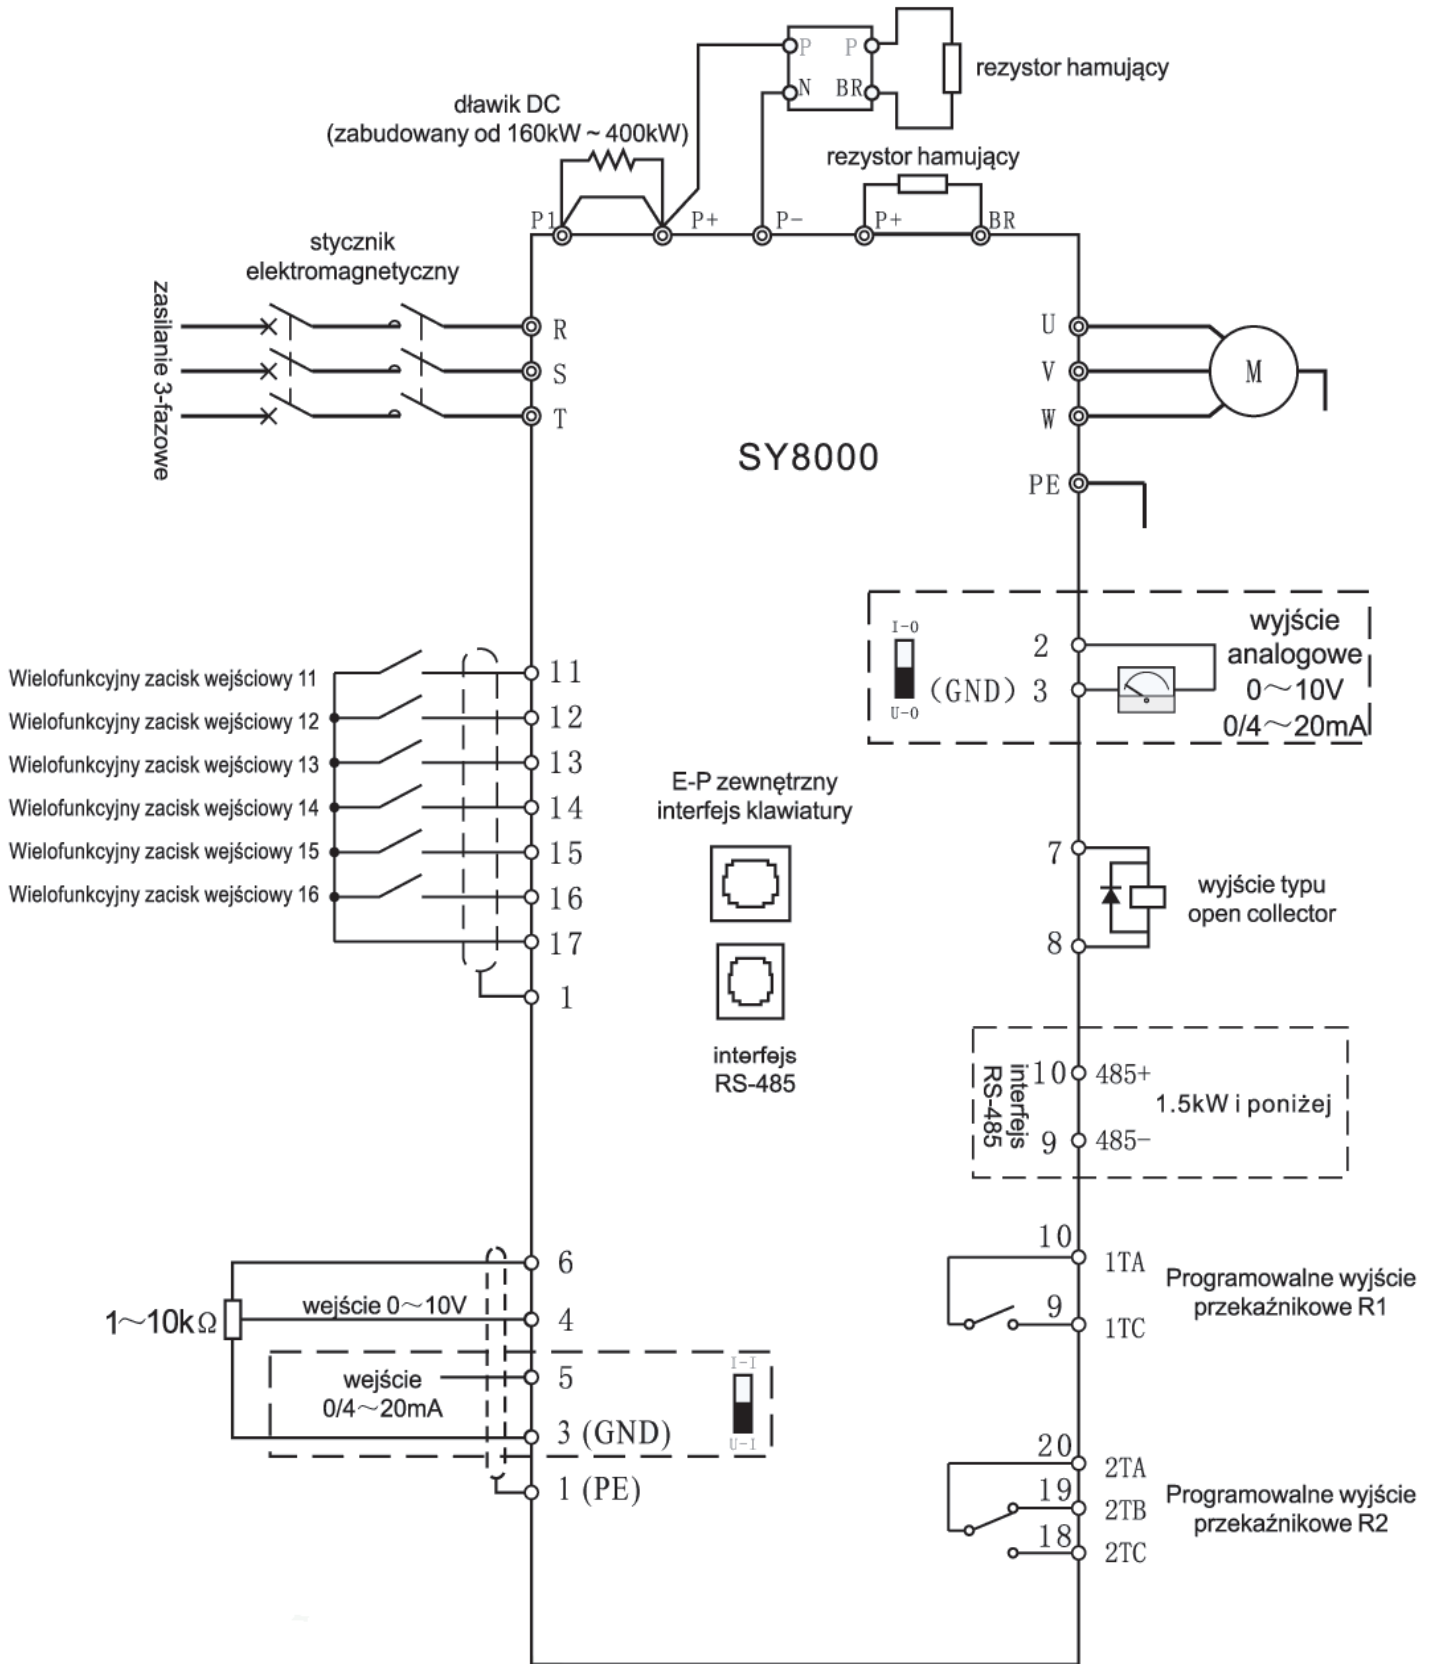 P P
N BR
rezystor hamujący
dławik DC
(zabudowany od 160kW ~ 400kW)
rezystor hamujący
P1 P+ P- P+ BR
stycznik
elektromagnetyczny
zasilanie 3-fazowe
R
S
T
U
V
W
M
PE
SY8000
I-O
U-O
2
(GND) 3
wyjście
analogowe
0～10V
0/4～20mA
Wielofunkcyjny zacisk wejściowy 11
Wielofunkcyjny zacisk wejściowy 12
Wielofunkcyjny zacisk wejściowy 13
Wielofunkcyjny zacisk wejściowy 14
Wielofunkcyjny zacisk wejściowy 15
Wielofunkcyjny zacisk wejściowy 16
11
12
13
14
15
16
17
1
E-P zewnętrzny
interfejs klawiatury
interfejs
RS-485
7
8
wyjście typu
open collector
interfejs
RS-485
10 485+
9 485-
1.5kW i poniżej
1～10kΩ
wejście 0～10V
6
4
wejście
0/4～20mA
5
3 (GND)
1 (PE)
I-I
U-I
10
1TA
9
1TC
Programowalne wyjście
przekaźnikowe R1
20
2TA
19
2TB
18
2TC
Programowalne wyjście
przekaźnikowe R2